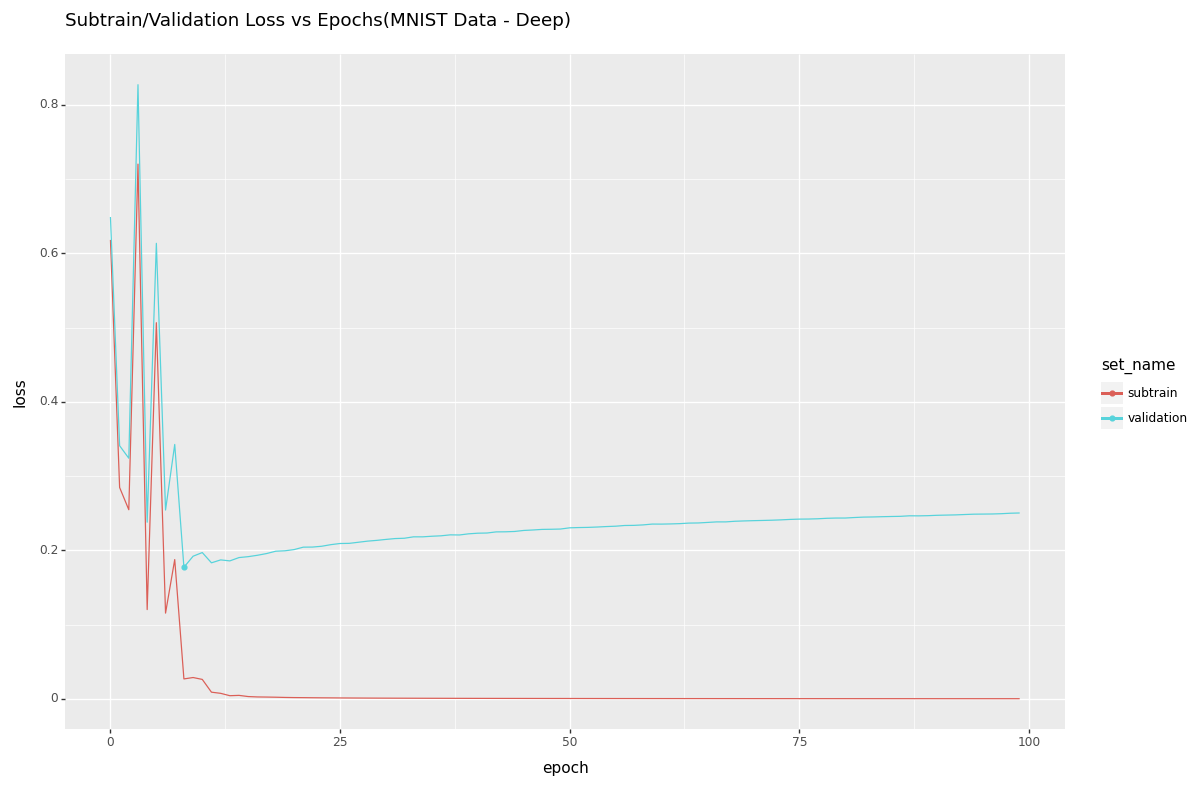 Subtrain/Validation Loss vs Epochs(MNIST Data - Deep)
0.8
0.6
0.4
0.2
0
loss
0 25 50 75 100
epoch
set_name
subtrain
validation